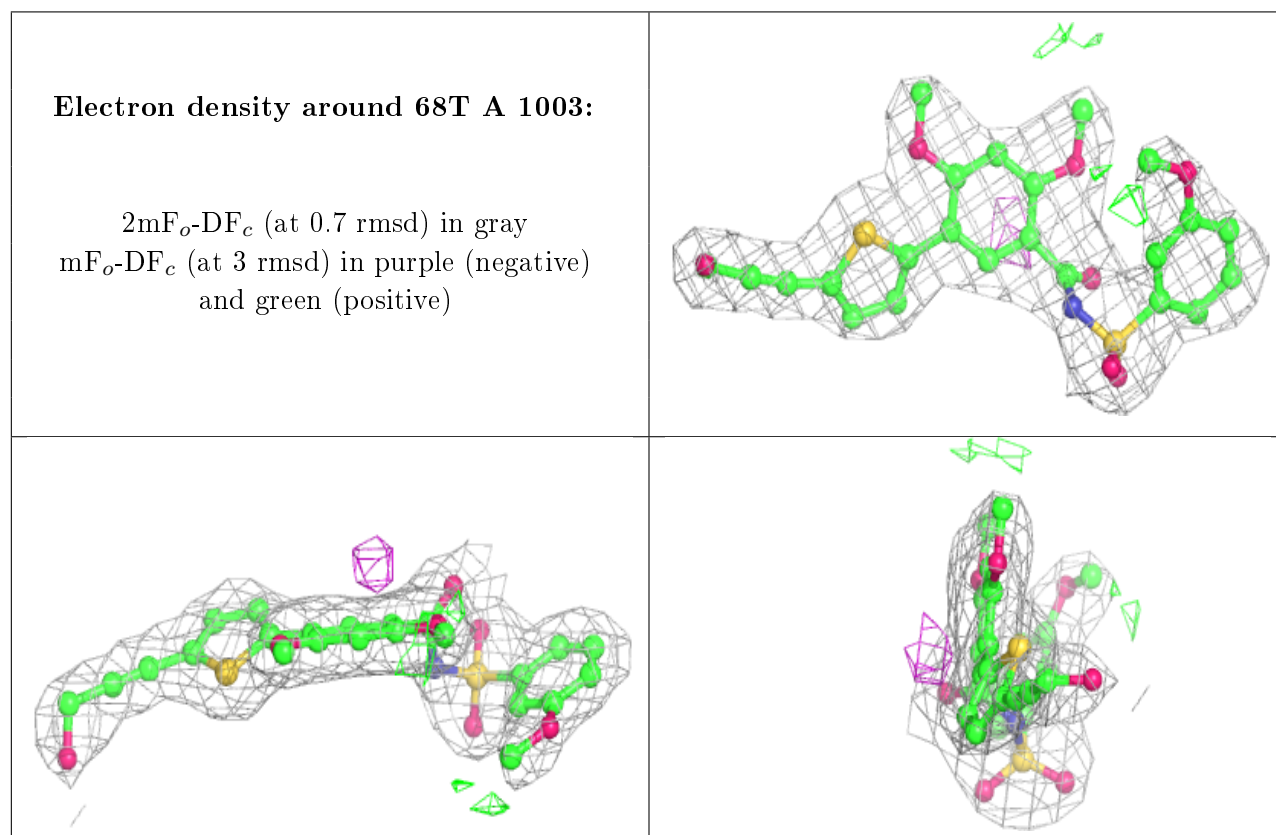 Electron density around 68T A 1003:
2mFo-DFc (at 0.7 rmsd) in gray
mFo-DFc (at 3 rmsd) in purple (negative)
and green (positive)